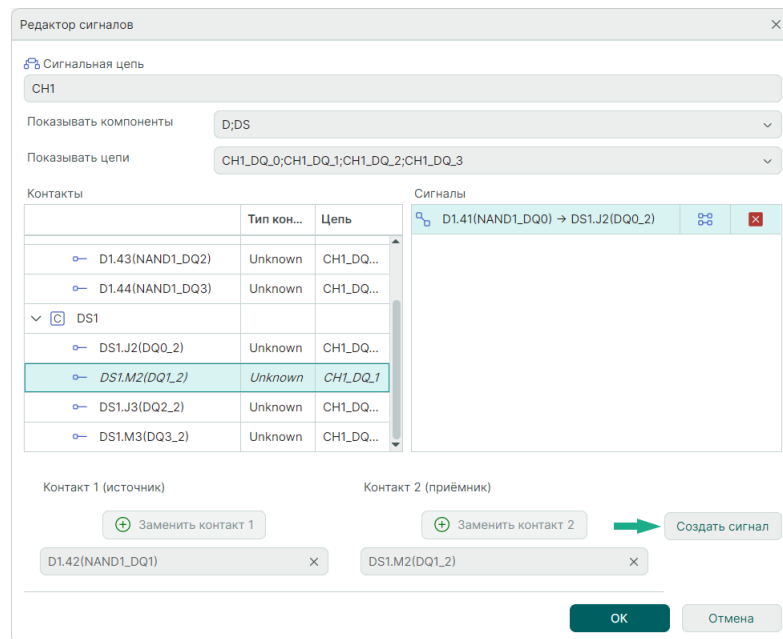 Редактор сигналов
Сигнальная цепь
CH1
Показывать компоненты
D;DS
Показывать цепи
CH1_DQ_0;CH1_DQ_1;CH1_DQ_2;CH1_DQ_3
Контакты
Сигналы
Тип кон... Цепь
D1.41(NAND1_DQ0) → DS1.J2(DQ0_2)
D1.43(NAND1_DQ2) Unknown CH1_DQ...
D1.44(NAND1_DQ3) Unknown CH1_DQ...
C DS1
DS1.J2(DQ0_2) Unknown CH1_DQ...
DS1.M2(DQ1_2) Unknown CH1_DQ_1
DS1.J3(DQ2_2) Unknown CH1_DQ...
DS1.M3(DQ3_2) Unknown CH1_DQ...
Контакт 1 (источник)
Контакт 2 (приёмник)
Заменить контакт 1
Заменить контакт 2
Создать сигнал
D1.42(NAND1_DQ1)
DS1.M2(DQ1_2)
OK
Отмена